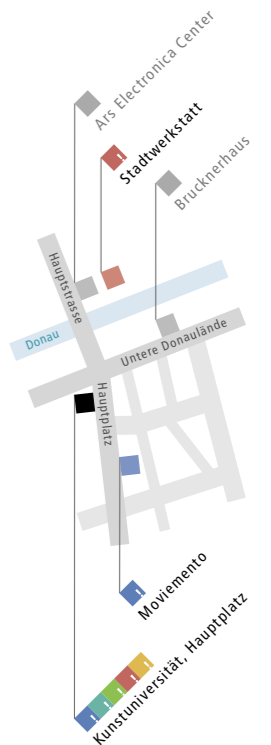 Ars Electronica Center
Stadtwerkstatt
Brucknerhaus
Hauptstrasse
Donau
Untere Donaulände
Hauptplatz
Moviemento
Kunstuniversität, Hauptplatz